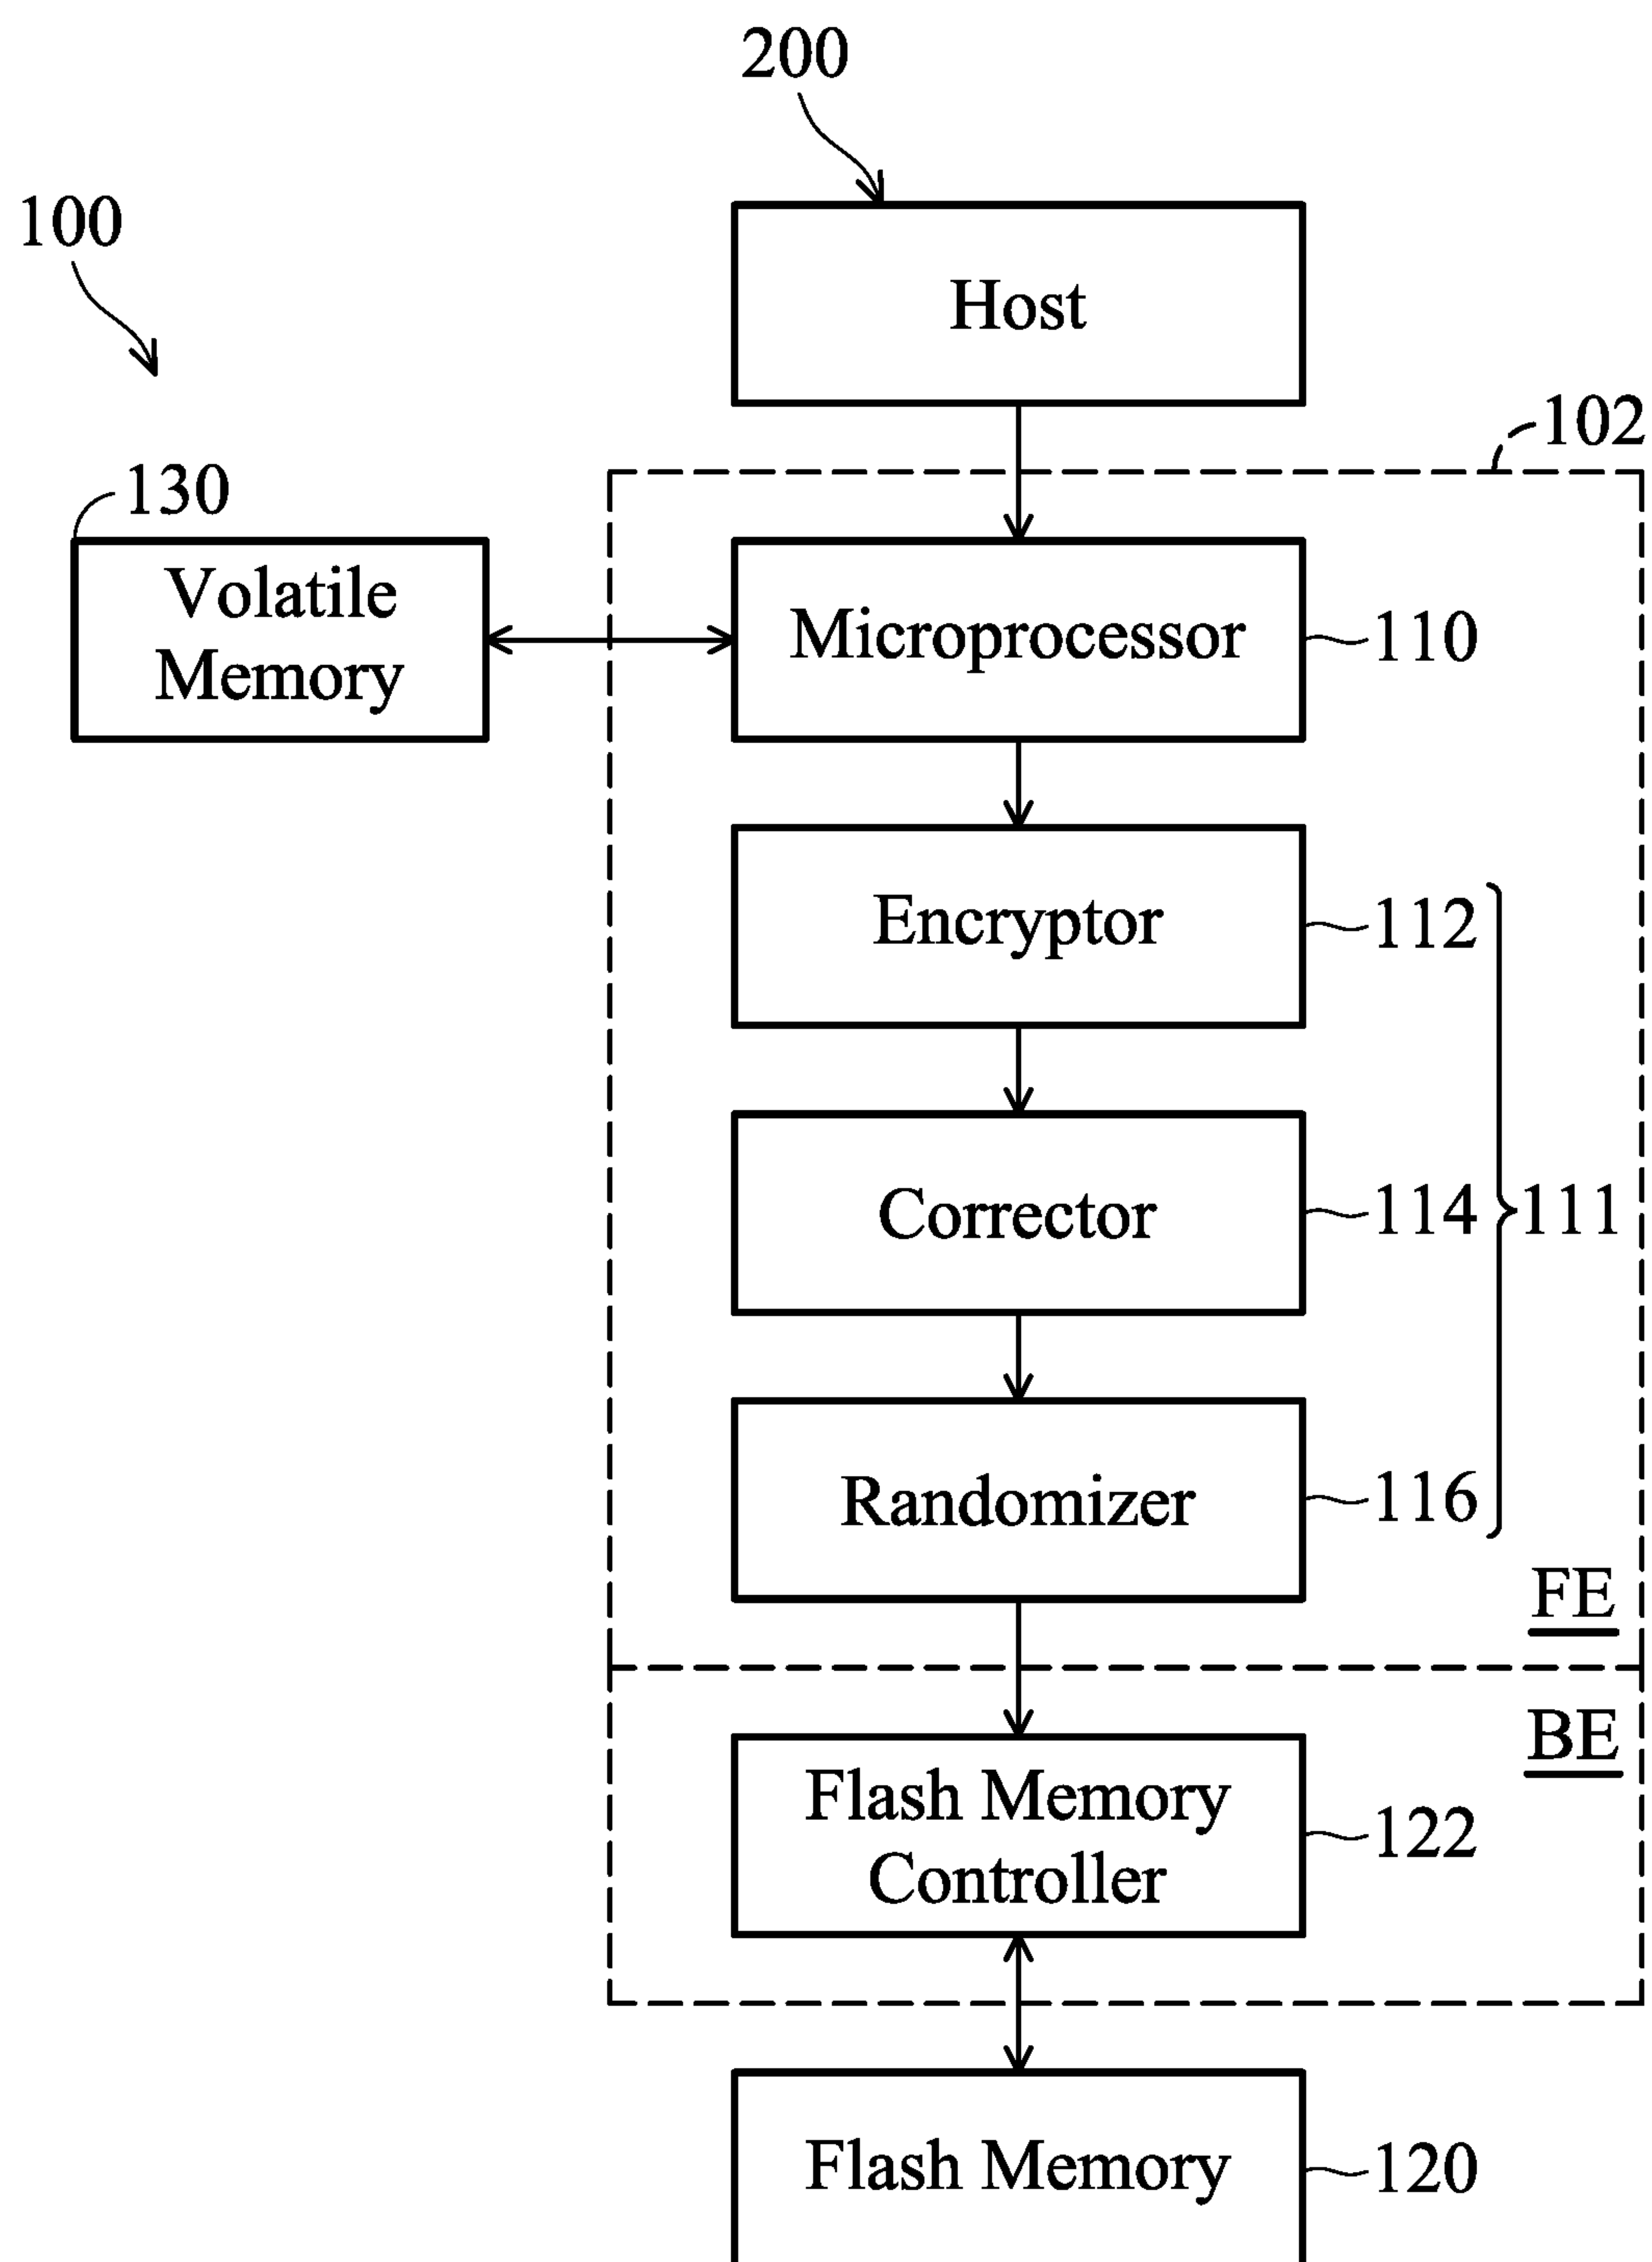 200
100
Host
102
130
Volatile
Memory
Microprocessor
110
Encryptor
112
Corrector
114
111
Randomizer
116
FE
BE
Flash Memory
Controller
122
Flash Memory
120